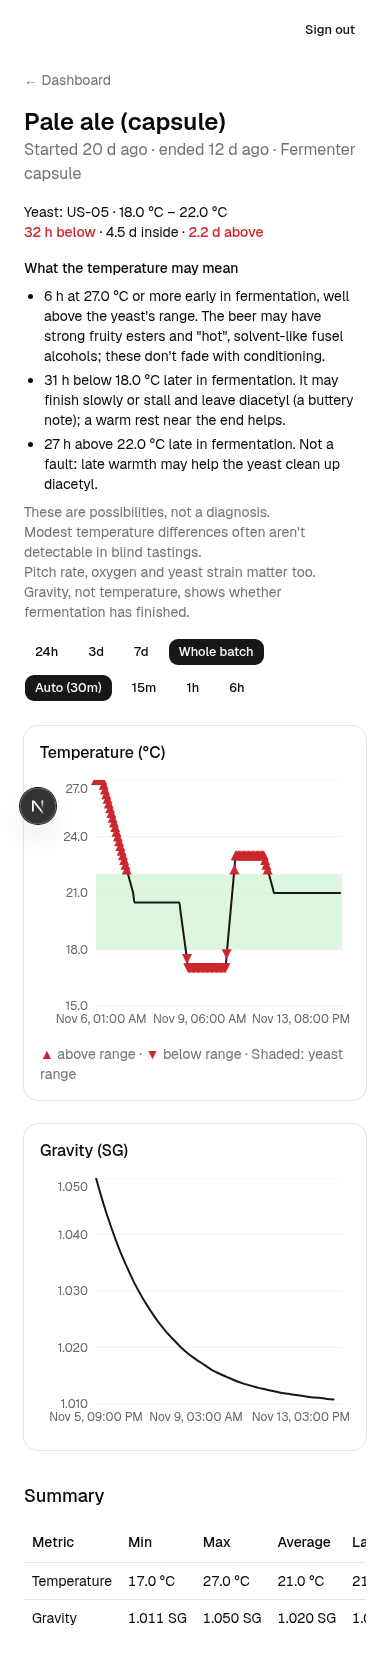 Sign out
← Dashboard
Pale ale (capsule)
Started 20 d ago · ended 12 d ago · Fermenter
capsule
Yeast: US-05 · 18.0 °C – 22.0 °C
32 h below · 4.5 d inside · 2.2 d above
What the temperature may mean
• 6 h at 27.0 °C or more early in fermentation, well
above the yeast's range. The beer may have
strong fruity esters and "hot", solvent-like fusel
alcohols; these don't fade with conditioning.
• 31 h below 18.0 °C later in fermentation. It may
finish slowly or stall and leave diacetyl (a buttery
note); a warm rest near the end helps.
• 27 h above 22.0 °C late in fermentation. Not a
fault: late warmth may help the yeast clean up
diacetyl.
These are possibilities, not a diagnosis.
Modest temperature differences often aren't
detectable in blind tastings.
Pitch rate, oxygen and yeast strain matter too.
Gravity, not temperature, shows whether
fermentation has finished.
24h 3d 7d Whole batch
Auto (30m) 15m 1h 6h
Temperature (°C)
27.0
N
24.0
21.0
18.0
15.0
Nov 6, 01:00 AM Nov 9, 06:00 AM Nov 13, 08:00 PM
▲ above range · ▼ below range · Shaded: yeast
range
Gravity (SG)
1.050
1.040
1.030
1.020
1.010
Nov 5, 09:00 PM Nov 9, 03:00 AM Nov 13, 03:00 PM
Summary
Metric Min Max Average La
Temperature 17.0 °C 27.0 °C 21.0 °C 21
Gravity 1.011 SG 1.050 SG 1.020 SG 1.0